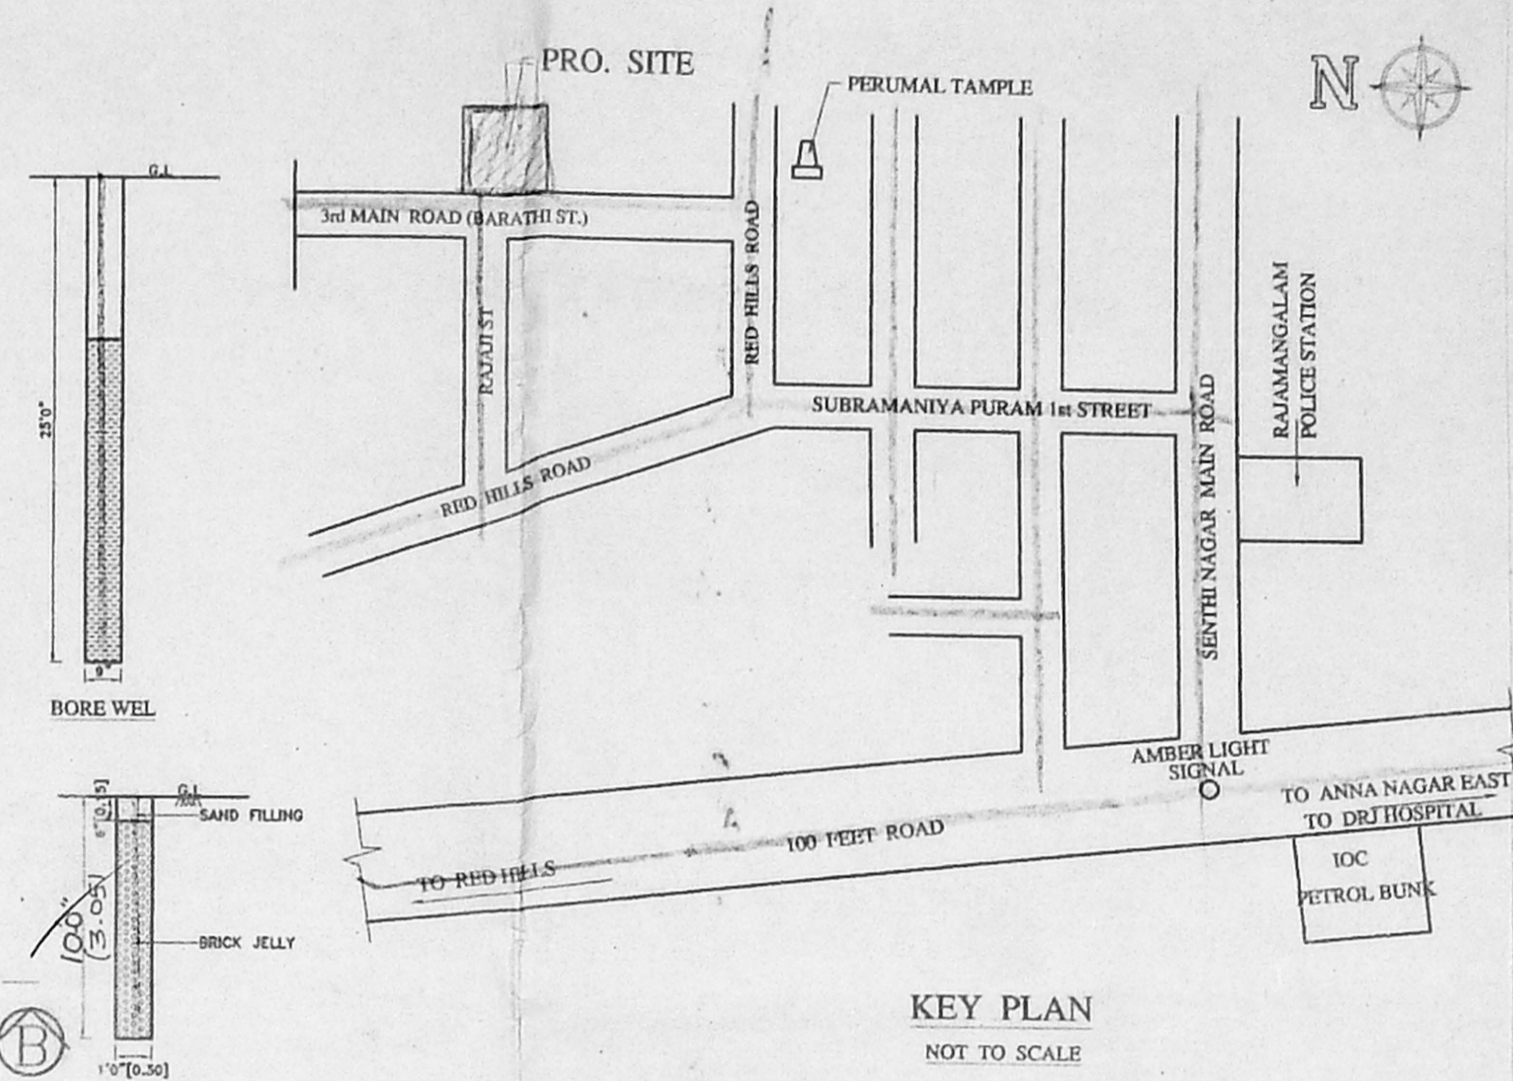 PRO. SITE
PERUMAL TAMPLE
N
G.L
3rd MAIN ROAD (BARATHI ST.)
RED HILLS ROAD
RAJAJI ST
RED HILLS ROAD
SUBRAMANIYA PURAM 1st STREET
SENTHI NAGAR MAIN ROAD
RAJAMANGALAM
POLICE STATION
25'0"
9"
BORE WEL
AMBER LIGHT
SIGNAL
TO ANNA NAGAR EAST
TO DRJ HOSPITAL
100 FEET ROAD
TO RED HILLS
IOC
PETROL BUNK
G.L
SAND FILLING
6"[0.15]
10'0"
(3.05)
BRICK JELLY
B
1'0"[0.30]
KEY PLAN
NOT TO SCALE